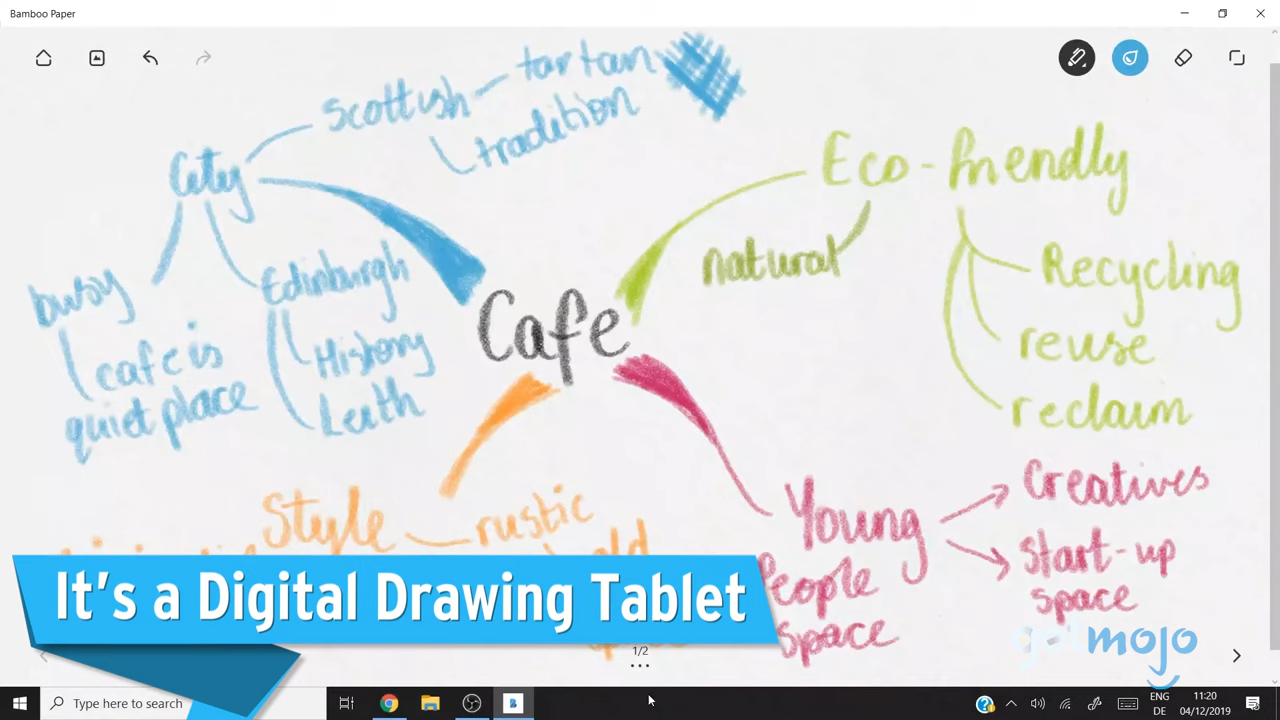 Bamboo Paper
scottish
tartan
tradition
City
busy
cafe is
quiet place
Edinburgh
History
Leith
Cafe
Eco-friendly
natural
Recycling
reuse
reclaim
Style
rustic
Young
People
space
Creatives
Start-up
space
It's a Digital Drawing Tablet
mojo
1/2
Type here to search
ENG
DE
11:20
04/12/2019